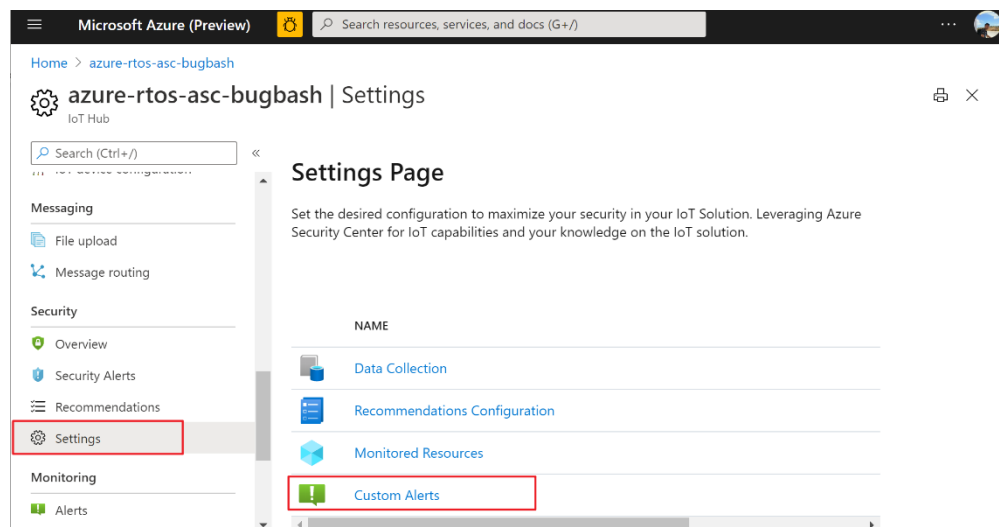 Microsoft Azure (Preview)
Search resources, services, and docs (G+/)
Home > azure-rtos-asc-bugbash
azure-rtos-asc-bugbash | Settings
IoT Hub
Search (Ctrl+/)
Messaging
File upload
Message routing
Security
Overview
Security Alerts
Recommendations
Settings
Monitoring
Alerts
Settings Page
Set the desired configuration to maximize your security in your IoT Solution. Leveraging Azure
Security Center for IoT capabilities and your knowledge on the IoT solution.
NAME
Data Collection
Recommendations Configuration
Monitored Resources
Custom Alerts